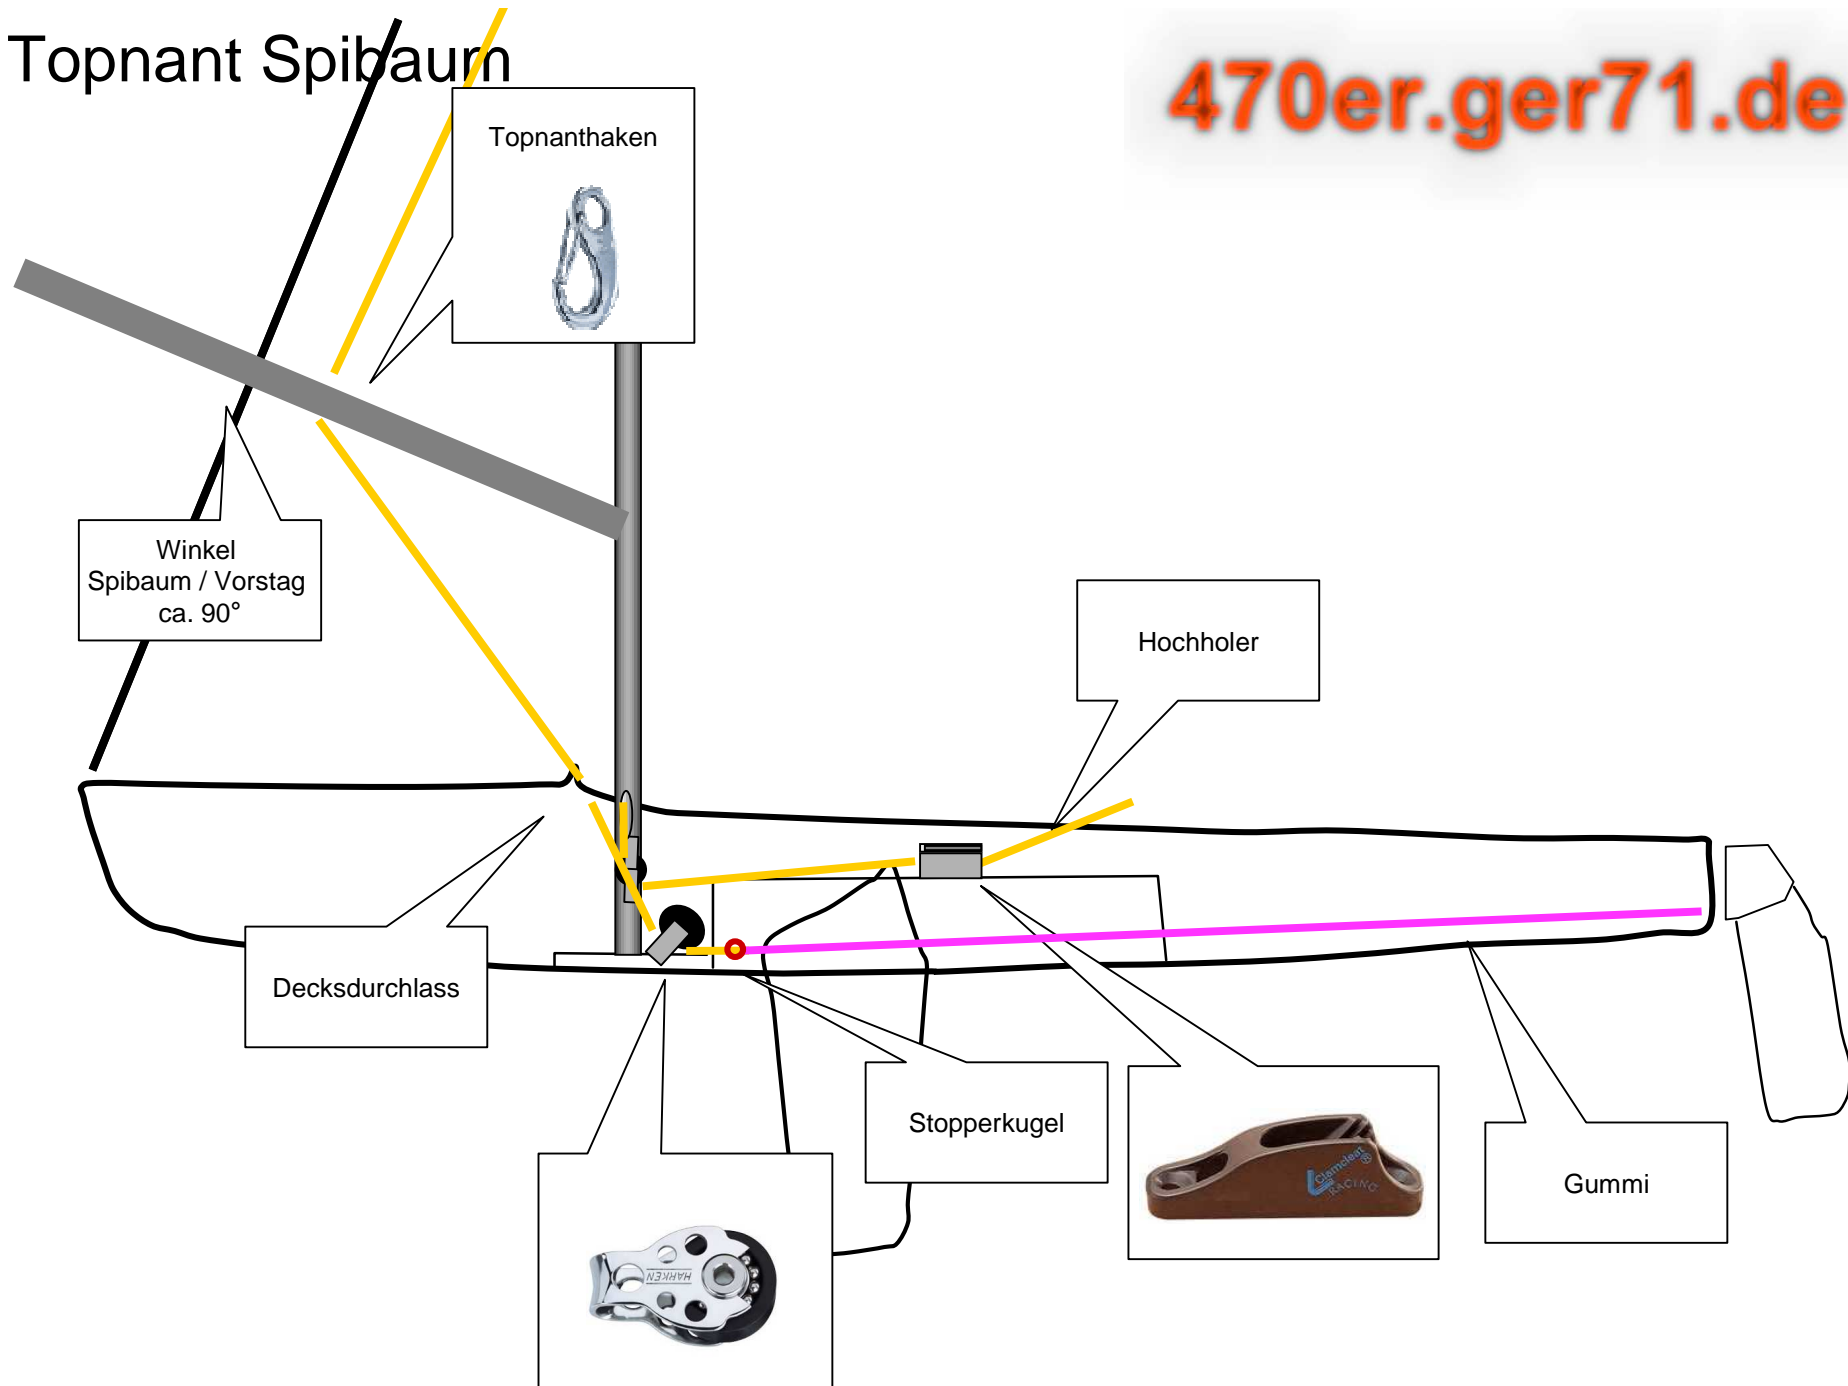 Topnant Spibaum
470er.ger71.de
Topnanthaken
Winkel
Spibaum / Vorstag
ca. 90°
Hochholer
Decksdurchlass
Stopperkugel
Clamcleat®
RACING
Gummi
HARKEN